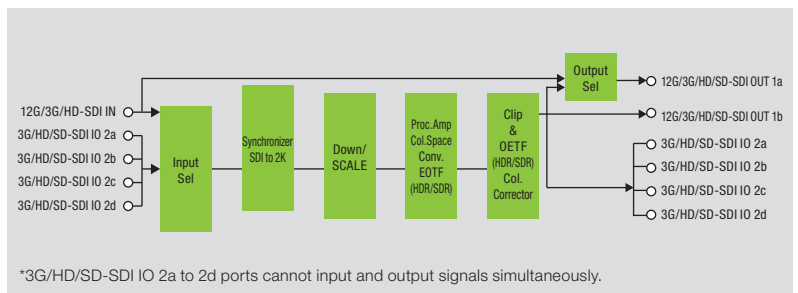 12G/3G/HD-SDI IN
3G/HD/SD-SDI IO 2a
3G/HD/SD-SDI IO 2b
3G/HD/SD-SDI IO 2c
3G/HD/SD-SDI IO 2d
Input
Sel
Synchronizer
SDI to 2K
Down/
SCALE
Proc.Amp
Col.Space
Conv.
EOTF
(HDR/SDR)
Clip
&
OETF
(HDR/SDR)
Col.
Corrector
Output
Sel
12G/3G/HD/SD-SDI OUT 1a
12G/3G/HD/SD-SDI OUT 1b
3G/HD/SD-SDI IO 2a
3G/HD/SD-SDI IO 2b
3G/HD/SD-SDI IO 2c
3G/HD/SD-SDI IO 2d
*3G/HD/SD-SDI IO 2a to 2d ports cannot input and output signals simultaneously.